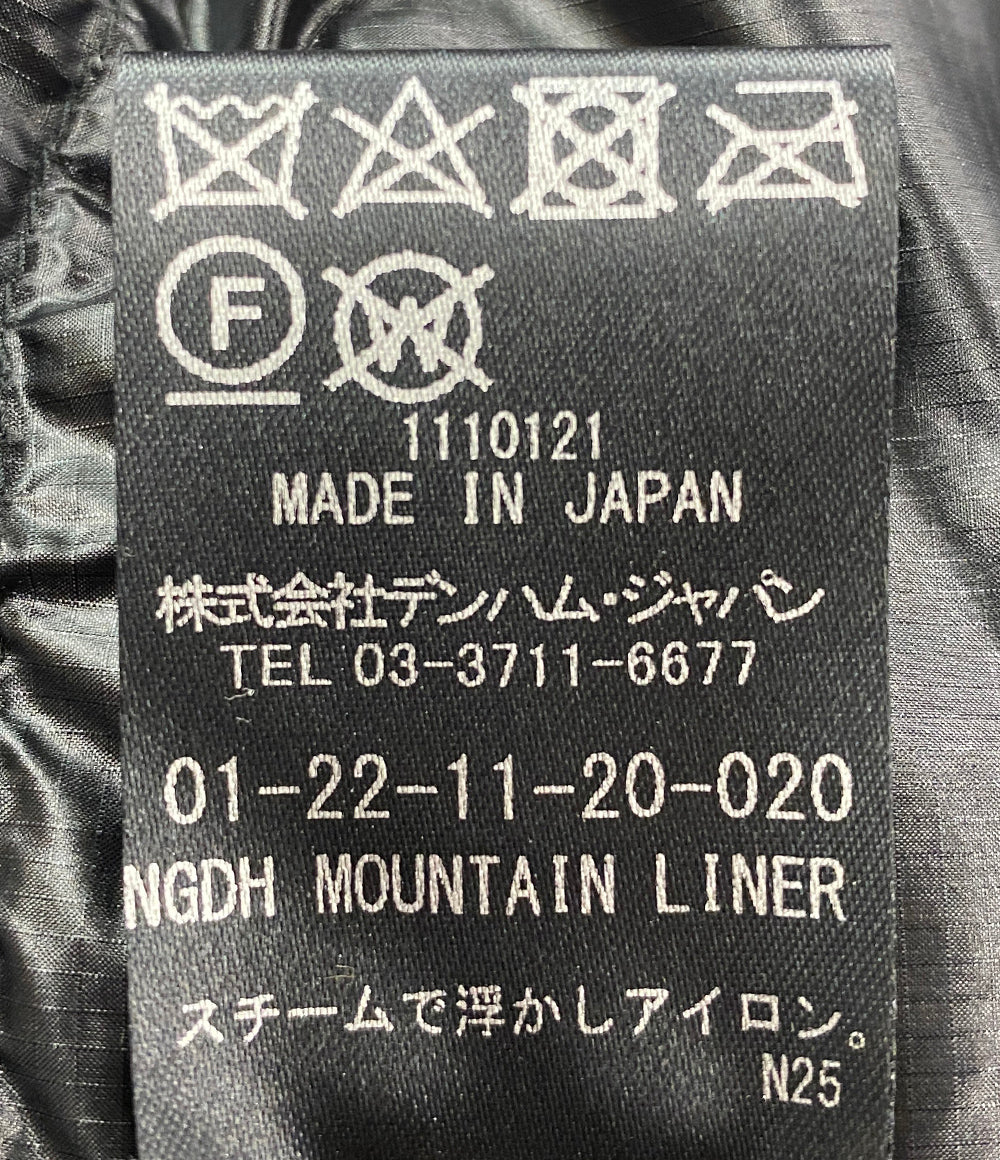 F
W
1110121
MADE IN JAPAN
株式会社デンハム・ジャパン
TEL 03-3711-6677
01-22-11-20-020
NGDH MOUNTAIN LINER
スチームで浮かしアイロン。
N25